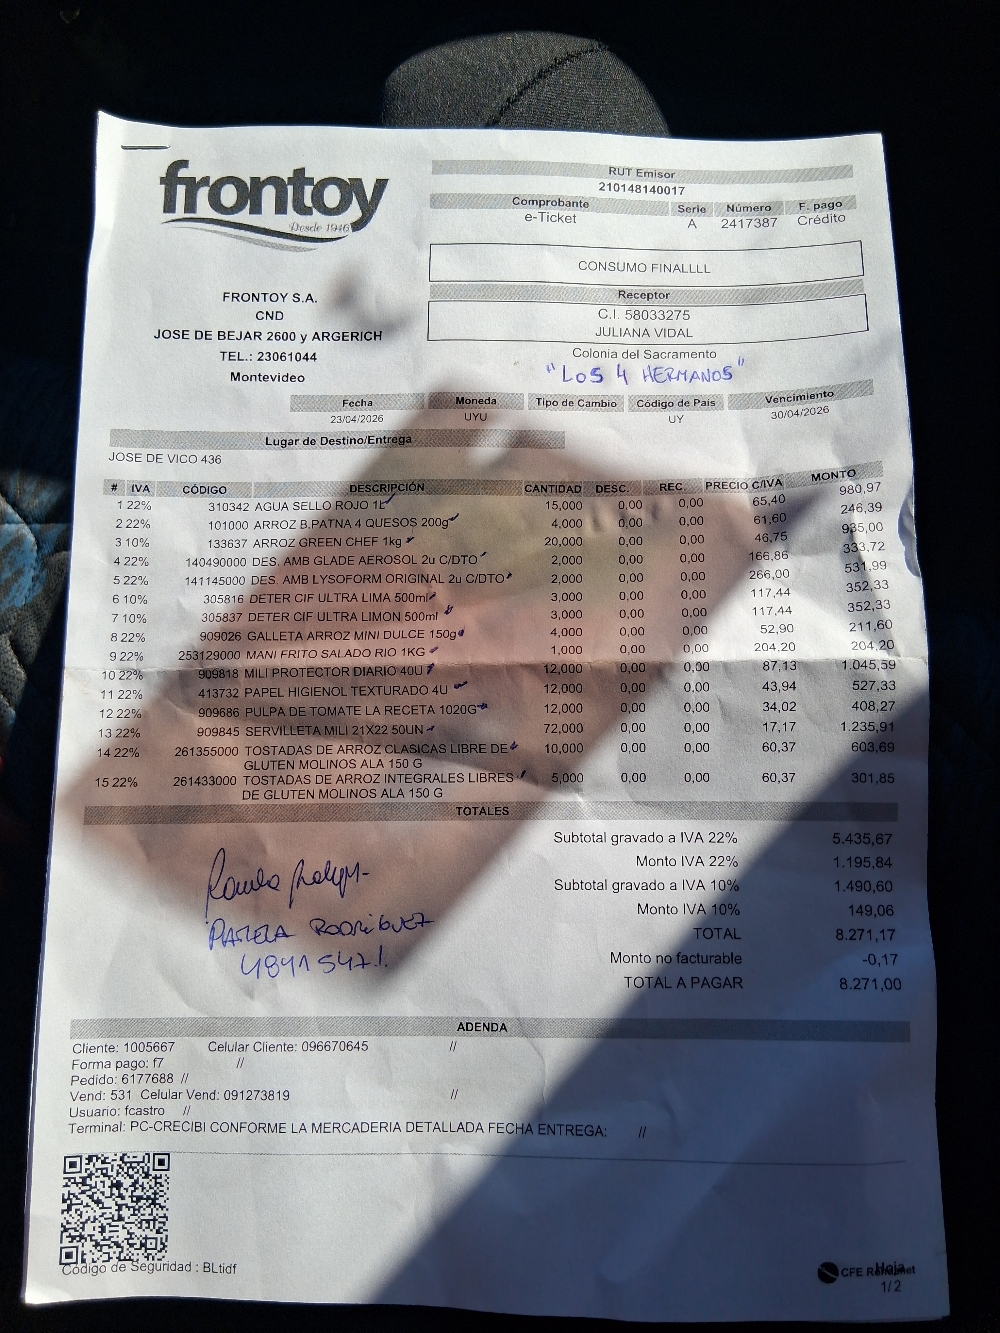 frontoy
Desde 1946
RUT Emisor
210148140017
Comprobante Serie Número F. pago
e-Ticket A 2417387 Crédito
CONSUMO FINALLLL
Receptor
C.I. 58033275
JULIANA VIDAL
Colonia del Sacramento
"LOS 4 HERMANOS"
FRONTOY S.A.
CND
JOSE DE BEJAR 2600 y ARGERICH
TEL.: 23061044
Montevideo
Fecha Moneda Tipo de Cambio Código de País Vencimiento
23/04/2026 UYU UY 30/04/2026
Lugar de Destino/Entrega
JOSE DE VICO 436
# IVA CÓDIGO DESCRIPCIÓN CANTIDAD DESC. REC. PRECIO C/IVA MONTO
1 22% 310342 AGUA SELLO ROJO 1L 15,000 0,00 0,00 65,40 980,97
2 22% 101000 ARROZ B.PATNA 4 QUESOS 200g 4,000 0,00 0,00 61,60 246,39
3 10% 133637 ARROZ GREEN CHEF 1kg 20,000 0,00 0,00 46,75 935,00
4 22% 140490000 DES. AMB GLADE AEROSOL 2u C/DTO 2,000 0,00 0,00 166,86 333,72
5 22% 141145000 DES. AMB LYSOFORM ORIGINAL 2u C/DTO 2,000 0,00 0,00 266,00 531,99
6 10% 305816 DETER CIF ULTRA LIMA 500ml 3,000 0,00 0,00 117,44 352,33
7 10% 305837 DETER CIF ULTRA LIMON 500ml 3,000 0,00 0,00 117,44 352,33
8 22% 909026 GALLETA ARROZ MINI DULCE 150g 4,000 0,00 0,00 52,90 211,60
9 22% 253129000 MANI FRITO SALADO RIO 1KG 1,000 0,00 0,00 204,20 204,20
10 22% 909818 MILI PROTECTOR DIARIO 40U 12,000 0,00 0,00 87,13 1.045,59
11 22% 413732 PAPEL HIGIENOL TEXTURADO 4U 12,000 0,00 0,00 43,94 527,33
12 22% 909686 PULPA DE TOMATE LA RECETA 1020G 12,000 0,00 0,00 34,02 408,27
13 22% 909845 SERVILLETA MILI 21X22 50UN 72,000 0,00 0,00 17,17 1.235,91
14 22% 261355000 TOSTADAS DE ARROZ CLASICAS LIBRE DE 10,000 0,00 0,00 60,37 603,69
GLUTEN MOLINOS ALA 150 G
15 22% 261433000 TOSTADAS DE ARROZ INTEGRALES LIBRES 5,000 0,00 0,00 60,37 301,85
DE GLUTEN MOLINOS ALA 150 G
TOTALES
Subtotal gravado a IVA 22% 5.435,67
Monto IVA 22% 1.195,84
Subtotal gravado a IVA 10% 1.490,60
Monto IVA 10% 149,06
TOTAL 8.271,17
Monto no facturable -0,17
TOTAL A PAGAR 8.271,00
RODRIGUEZ
ADENDA
Cliente: 1005667 Celular Cliente: 096670645 //
Forma pago: f7 //
Pedido: 6177688 //
Vend: 531 Celular Vend: 091273819 //
Usuario: fcastro //
Terminal: PC-CRECIBI CONFORME LA MERCADERIA DETALLADA FECHA ENTREGA: //
Código de Seguridad : BLtidf
CFE
Hoja
1/2